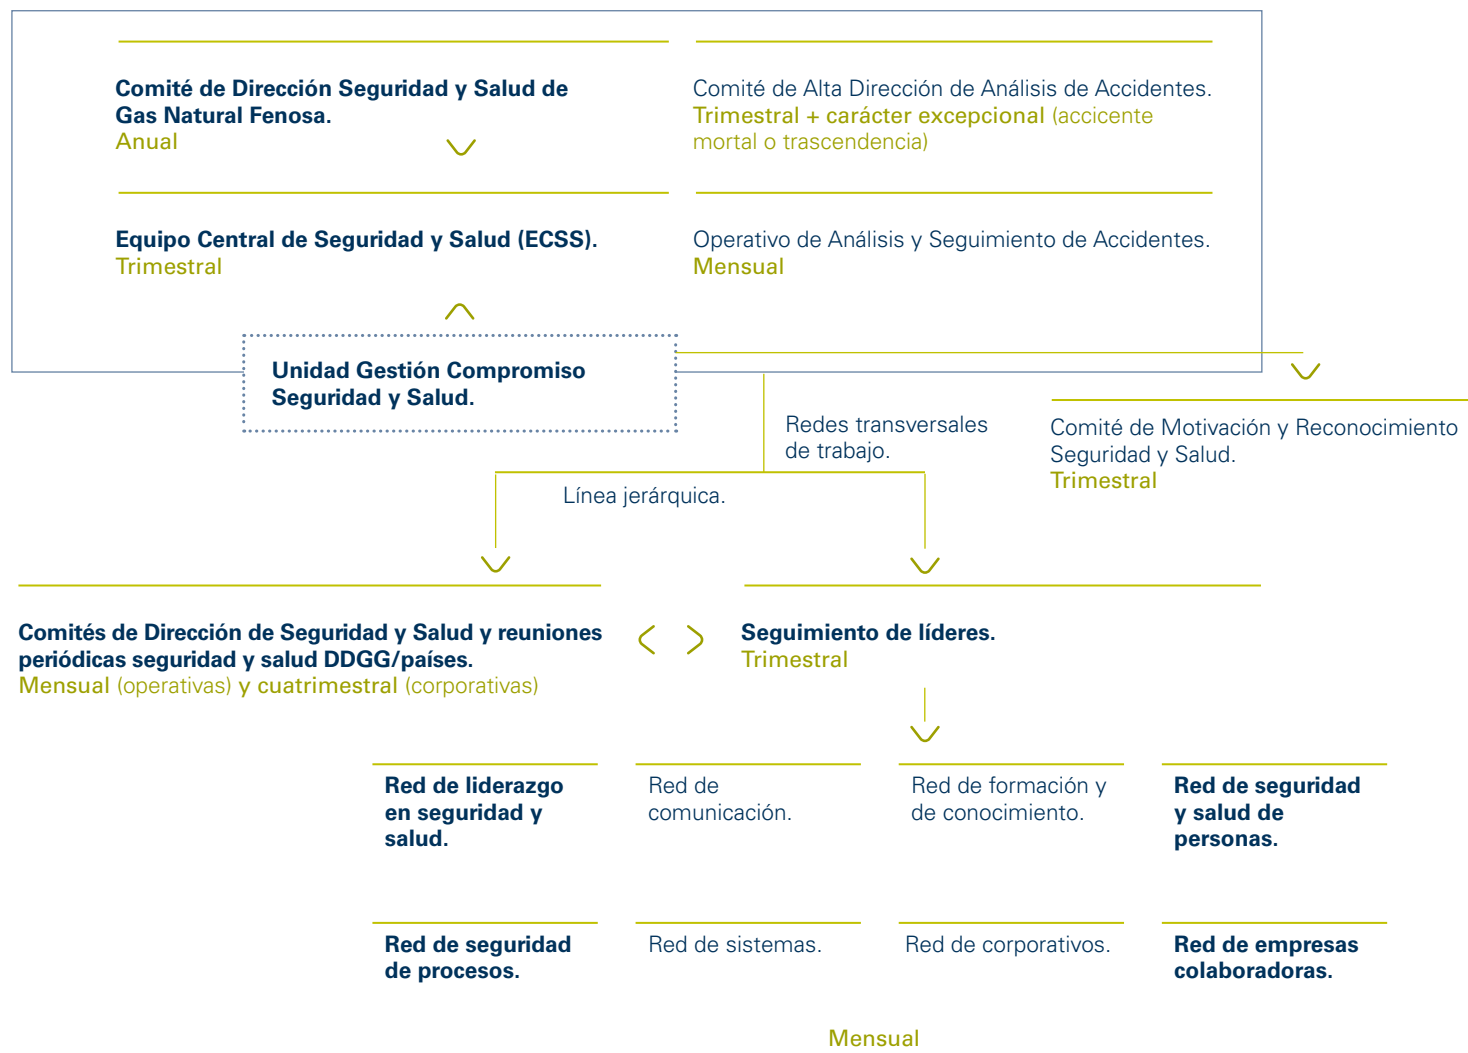 Comité de Dirección Seguridad y Salud de
Gas Natural Fenosa.
Anual
Comité de Alta Dirección de Análisis de Accidentes.
Trimestral + carácter excepcional (accicente
mortal o trascendencia)
Equipo Central de Seguridad y Salud (ECSS).
Trimestral
Operativo de Análisis y Seguimiento de Accidentes.
Mensual
Unidad Gestión Compromiso
Seguridad y Salud.
Redes transversales
de trabajo.
Comité de Motivación y Reconocimiento
Seguridad y Salud.
Trimestral
Línea jerárquica.
Comités de Dirección de Seguridad y Salud y reuniones
periódicas seguridad y salud DDGG/países.
Mensual (operativas) y cuatrimestral (corporativas)
Seguimiento de líderes.
Trimestral
Red de liderazgo
en seguridad y
salud.
Red de
comunicación.
Red de formación y
de conocimiento.
Red de seguridad
y salud de
personas.
Red de seguridad
de procesos.
Red de sistemas.
Red de corporativos.
Red de empresas
colaboradoras.
Mensual